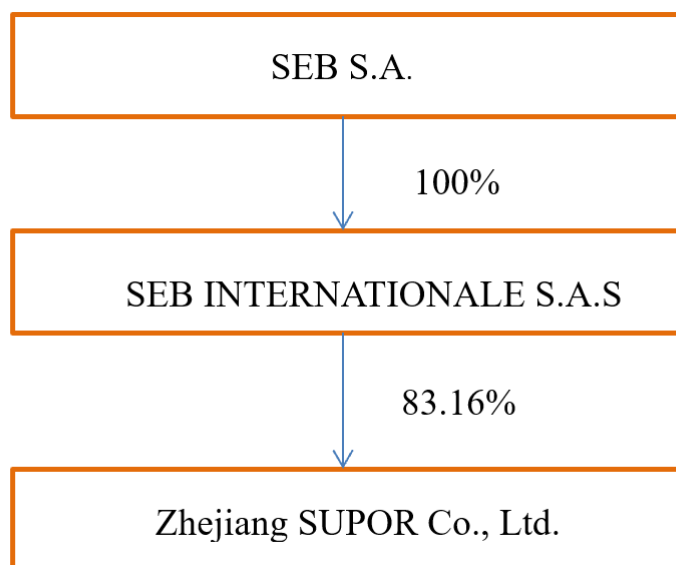 SEB S.A.
100%
SEB INTERNATIONALE S.A.S
83.16%
Zhejiang SUPOR Co., Ltd.